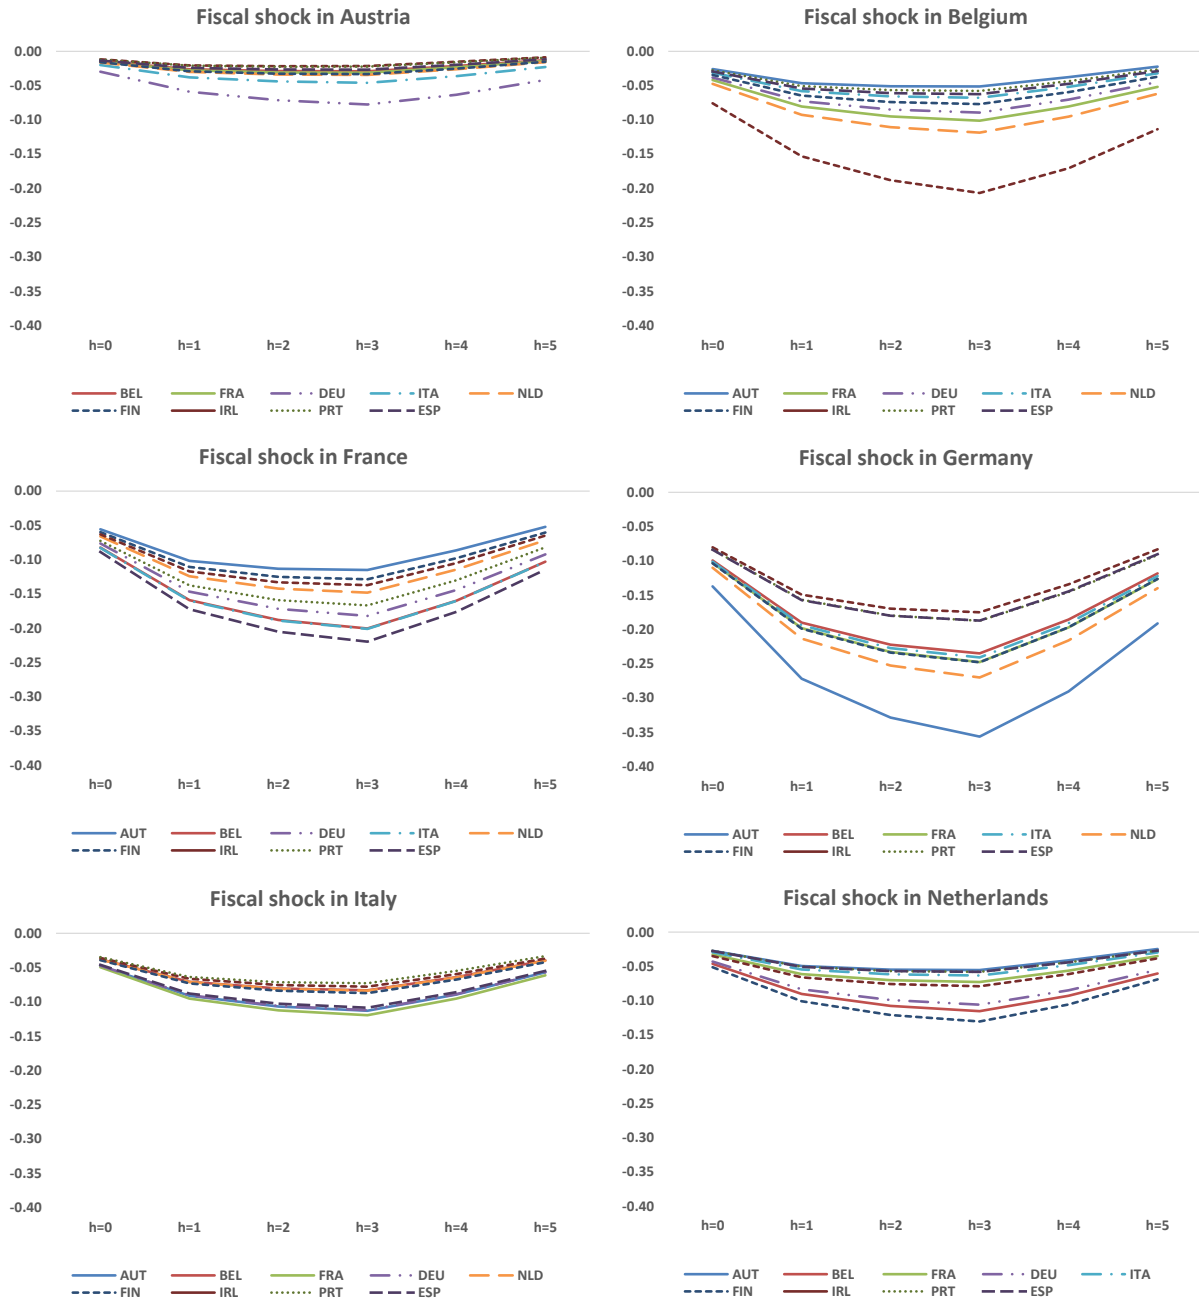 Fiscal shock in Austria
0.00
-0.05
-0.10
-0.15
-0.20
-0.25
-0.30
-0.35
-0.40
h=0 h=1 h=2 h=3 h=4 h=5
BEL FRA DEU ITA NLD
FIN IRL PRT ESP
Fiscal shock in Belgium
0.00
-0.05
-0.10
-0.15
-0.20
-0.25
-0.30
-0.35
-0.40
h=0 h=1 h=2 h=3 h=4 h=5
AUT FRA DEU ITA NLD
FIN IRL PRT ESP
Fiscal shock in France
0.00
-0.05
-0.10
-0.15
-0.20
-0.25
-0.30
-0.35
-0.40
h=0 h=1 h=2 h=3 h=4 h=5
AUT BEL DEU ITA NLD
FIN IRL PRT ESP
Fiscal shock in Germany
0.00
-0.05
-0.10
-0.15
-0.20
-0.25
-0.30
-0.35
-0.40
h=0 h=1 h=2 h=3 h=4 h=5
AUT BEL FRA ITA NLD
FIN IRL PRT ESP
Fiscal shock in Italy
0.00
-0.05
-0.10
-0.15
-0.20
-0.25
-0.30
-0.35
-0.40
h=0 h=1 h=2 h=3 h=4 h=5
AUT BEL FRA DEU NLD
FIN IRL PRT ESP
Fiscal shock in Netherlands
0.00
-0.05
-0.10
-0.15
-0.20
-0.25
-0.30
-0.35
-0.40
h=0 h=1 h=2 h=3 h=4 h=5
AUT BEL FRA DEU ITA
FIN IRL PRT ESP